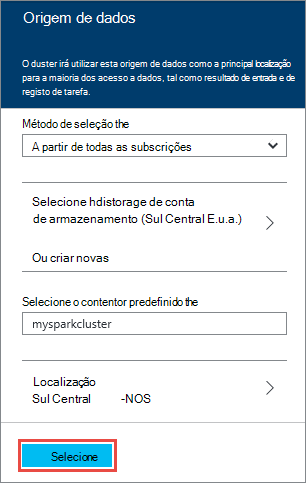 Origem de dados
O duster irá utilizar esta origem de dados como a principal localização
para a maioria dos acesso a dados, tal como resultado de entrada e de
registo de tarefa.
Método de seleção the
A partir de todas as subscrições
Selecione hdistorage de conta
de armazenamento (Sul Central E.u.a.)
Ou criar novas
Selecione o contentor predefinido the
mysparkcluster
Localização
Sul Central -NOS
Selecione